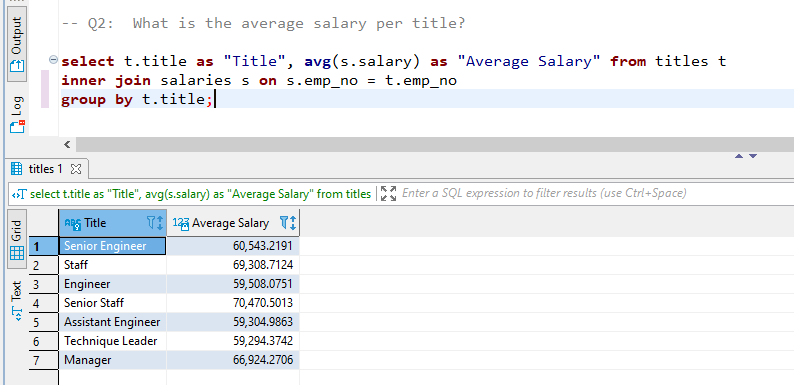 Output
Log
-- Q2:  What is the average salary per title?
select t.title as "Title", avg(s.salary) as "Average Salary" from titles t
inner join salaries s on s.emp_no = t.emp_no
group by t.title;
titles 1
select t.title as "Title", avg(s.salary) as "Average Salary" from titles
Enter a SQL expression to filter results (use Ctrl+Space)
Grid
Text
ABC Title 123 Average Salary
1 Senior Engineer 60,543.2191
2 Staff 69,308.7124
3 Engineer 59,508.0751
4 Senior Staff 70,470.5013
5 Assistant Engineer 59,304.9863
6 Technique Leader 59,294.3742
7 Manager 66,924.2706